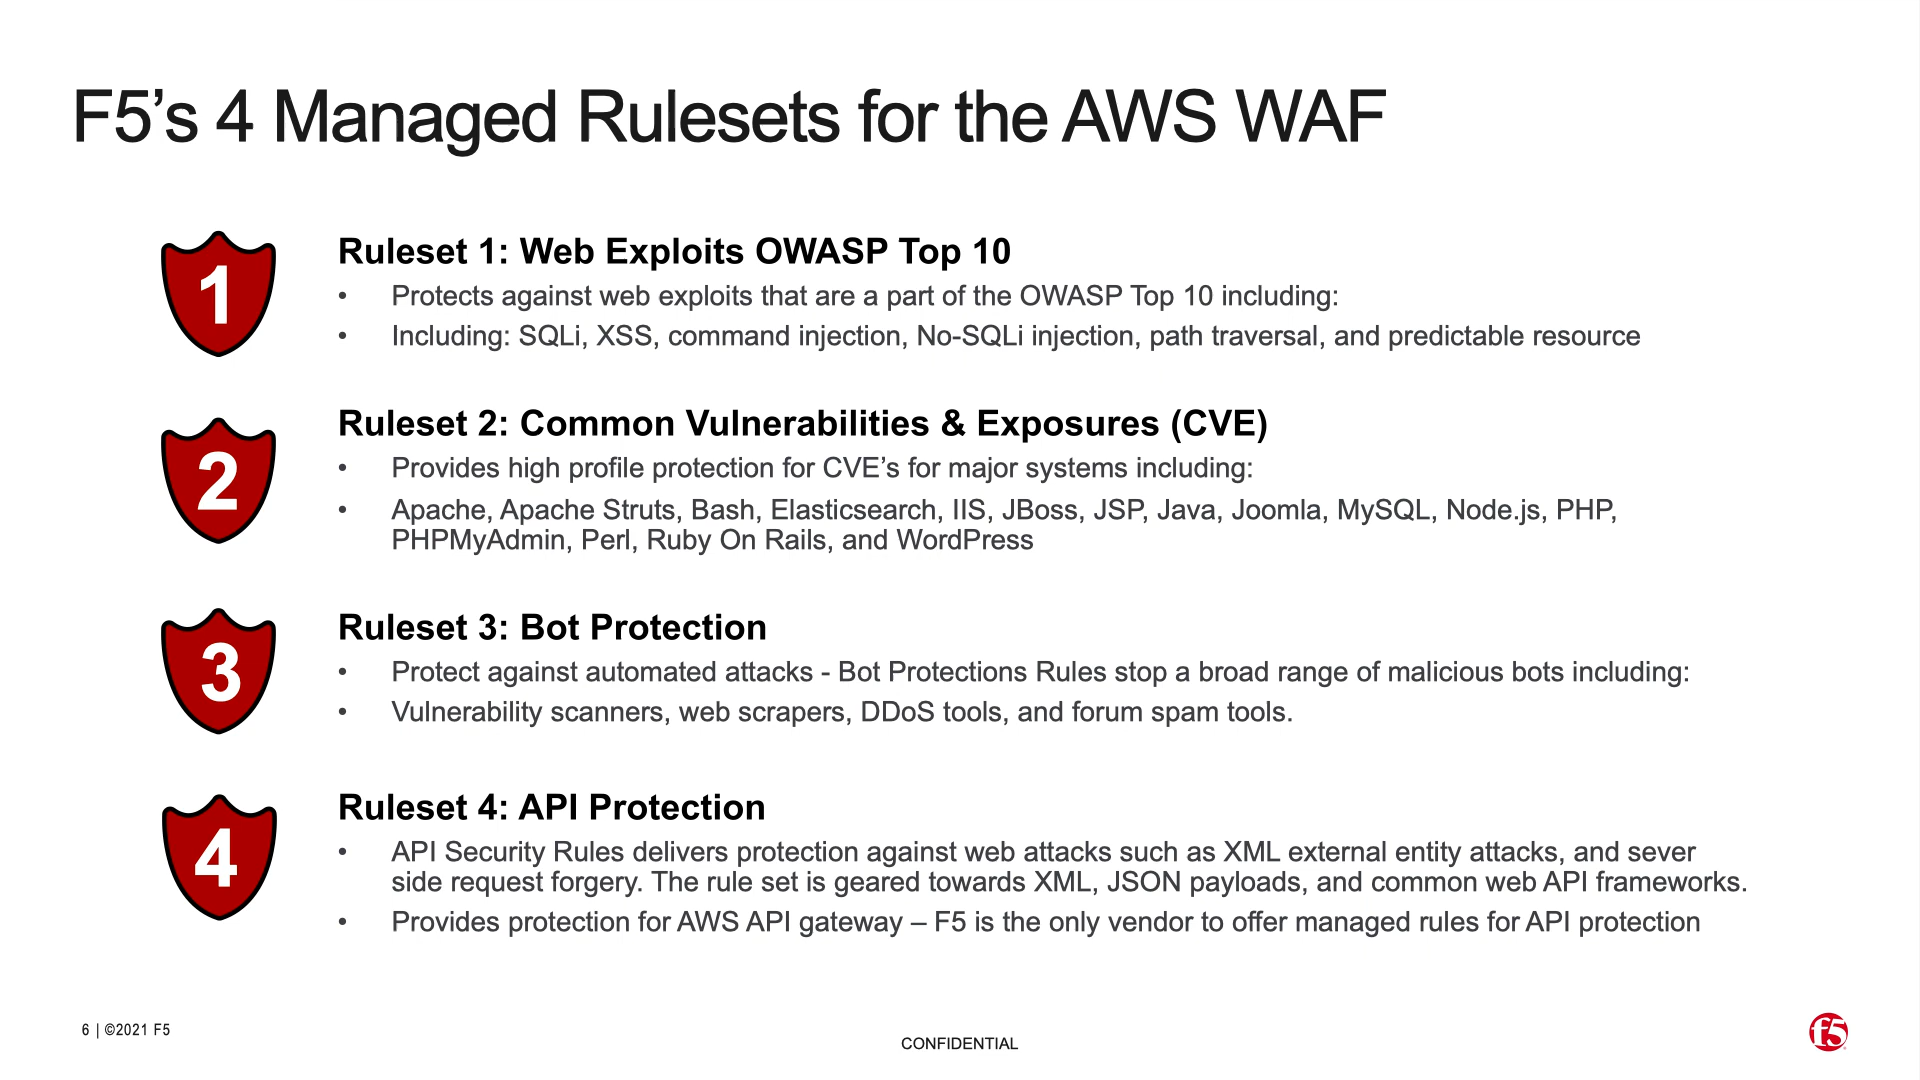 F5’s 4 Managed Rulesets for the AWS WAF
1
Ruleset 1: Web Exploits OWASP Top 10
• Protects against web exploits that are a part of the OWASP Top 10 including:
• Including: SQLi, XSS, command injection, No-SQLi injection, path traversal, and predictable resource
2
Ruleset 2: Common Vulnerabilities & Exposures (CVE)
• Provides high profile protection for CVE’s for major systems including:
• Apache, Apache Struts, Bash, Elasticsearch, IIS, JBoss, JSP, Java, Joomla, MySQL, Node.js, PHP,
PHPMyAdmin, Perl, Ruby On Rails, and WordPress
3
Ruleset 3: Bot Protection
• Protect against automated attacks - Bot Protections Rules stop a broad range of malicious bots including:
• Vulnerability scanners, web scrapers, DDoS tools, and forum spam tools.
4
Ruleset 4: API Protection
• API Security Rules delivers protection against web attacks such as XML external entity attacks, and sever
side request forgery. The rule set is geared towards XML, JSON payloads, and common web API frameworks.
• Provides protection for AWS API gateway – F5 is the only vendor to offer managed rules for API protection
6 | ©2021 F5
CONFIDENTIAL
f5